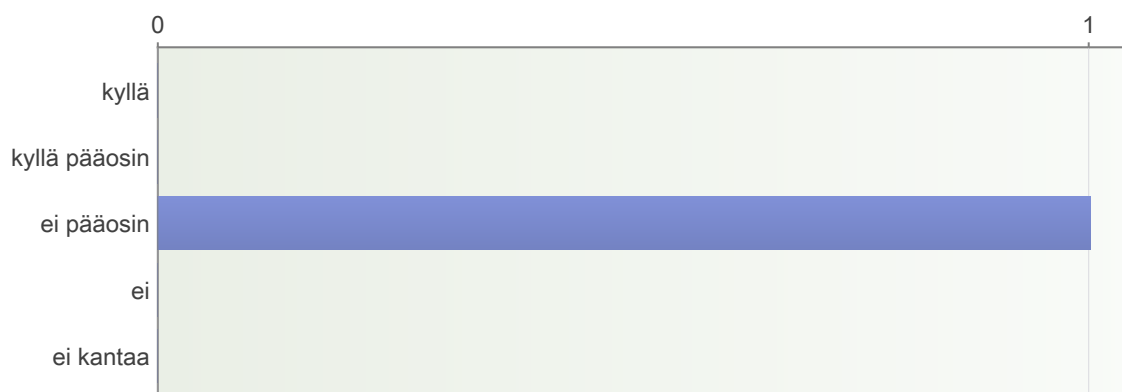 0 1
kyllä
kyllä pääosin
ei pääosin
ei
ei kantaa